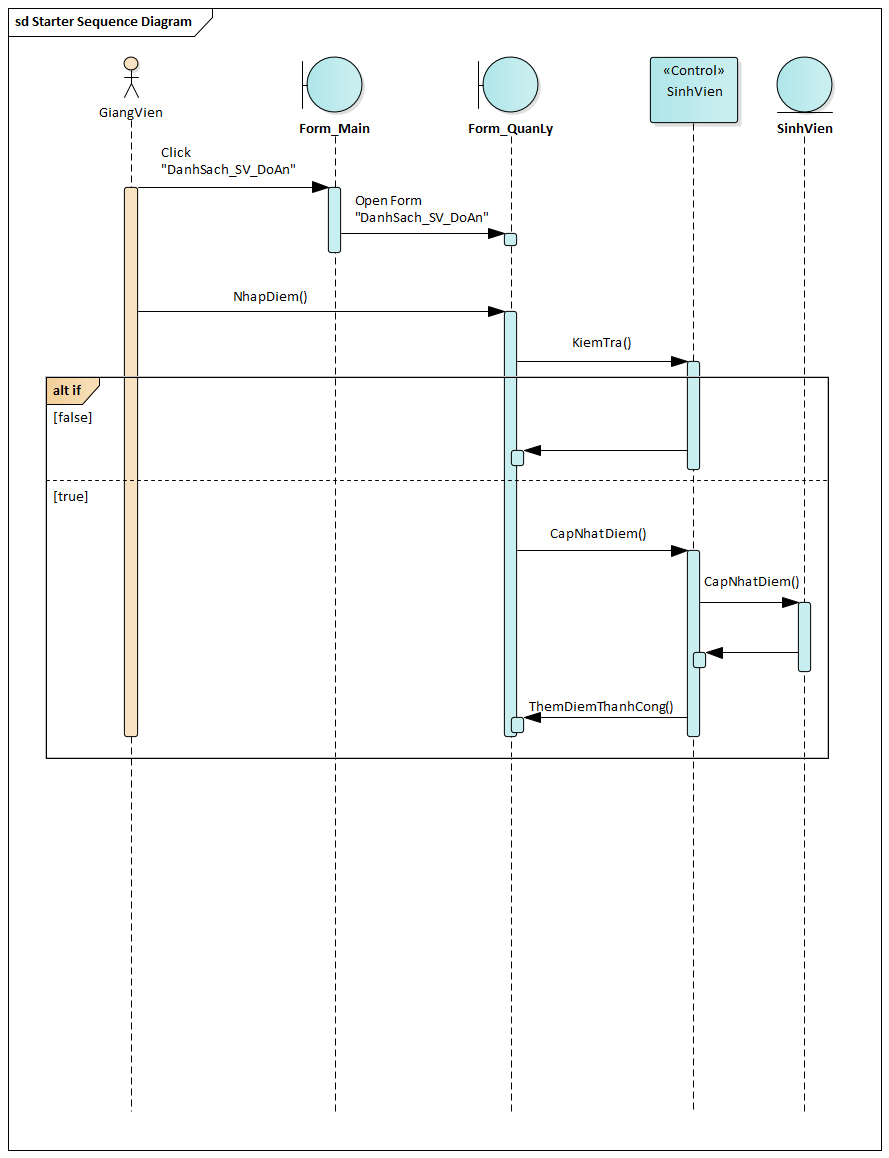 sd Starter Sequence Diagram
GiangVien
Form_Main
Form_QuanLy
«Control»
SinhVien
SinhVien
Click
"DanhSach_SV_DoAn"
Open Form
"DanhSach_SV_DoAn"
NhapDiem()
KiemTra()
alt if
[false]
[true]
CapNhatDiem()
CapNhatDiem()
ThemDiemThanhCong()